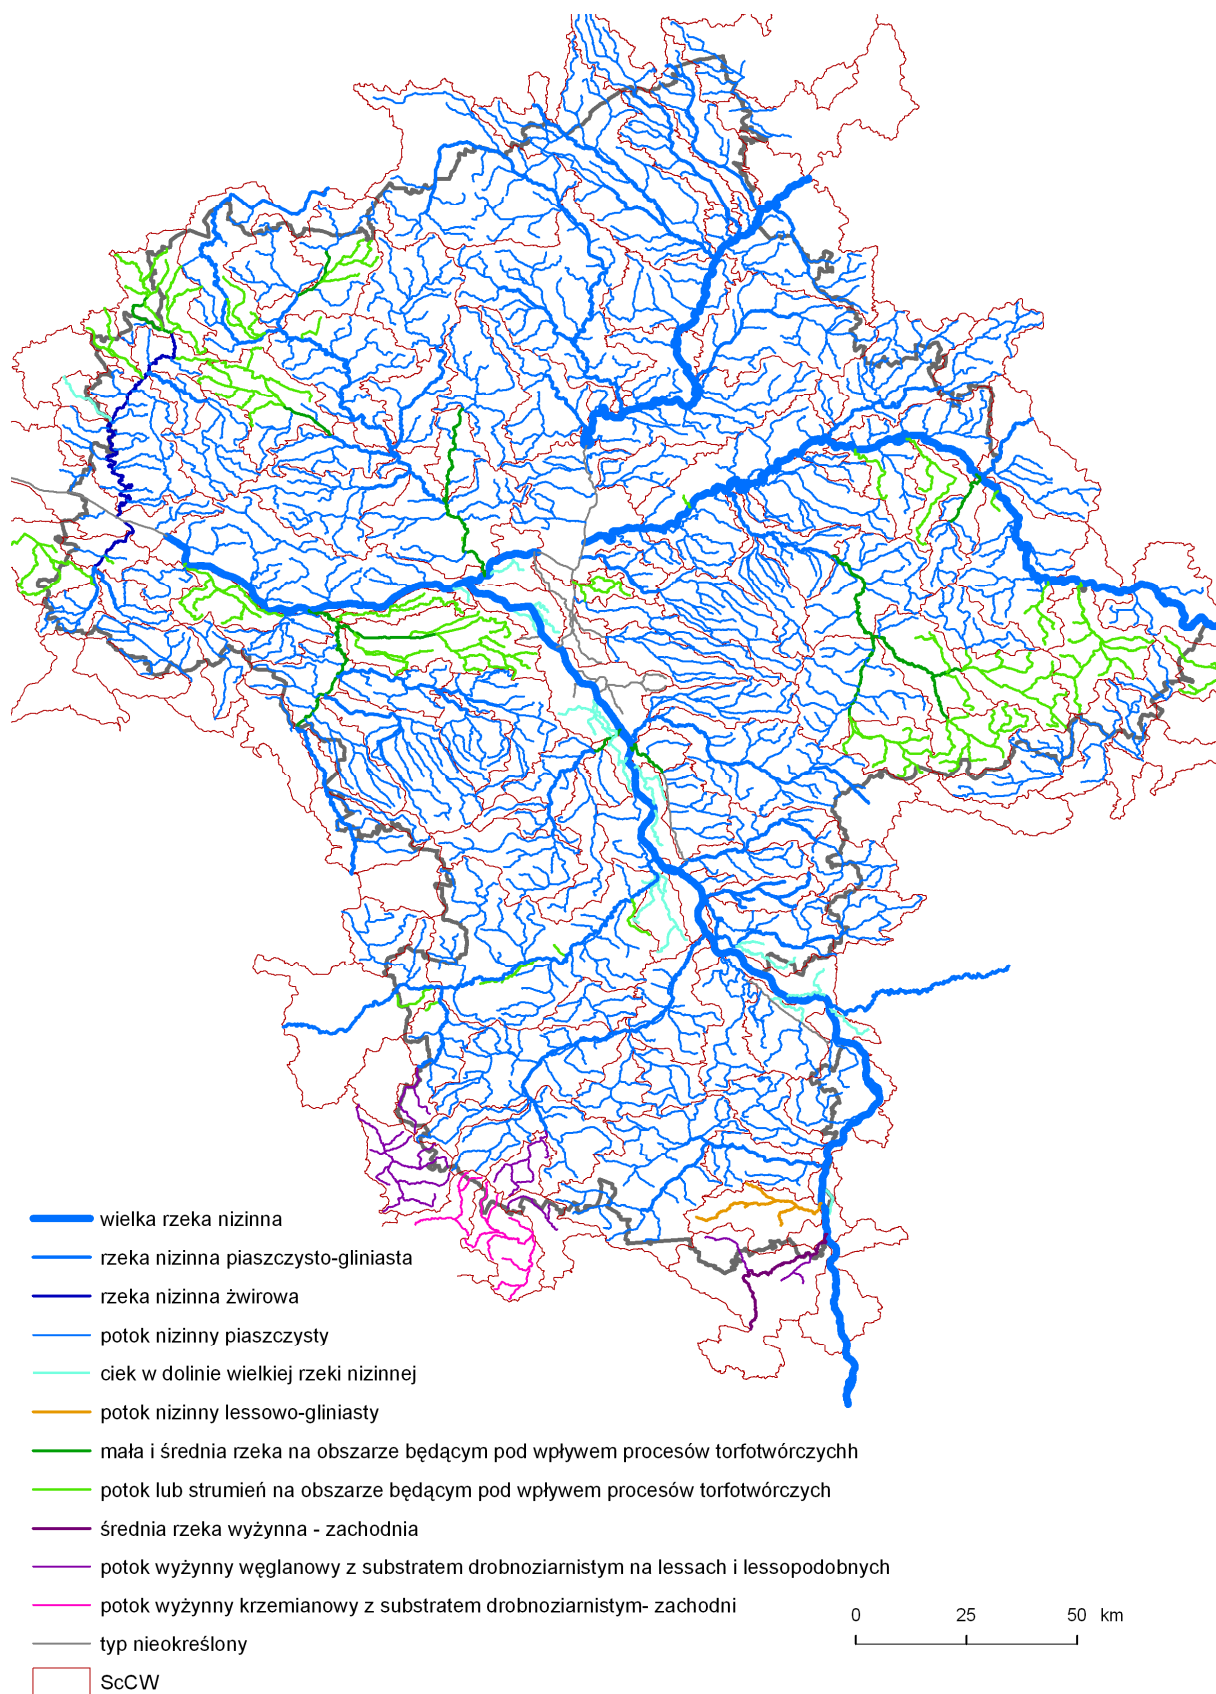 wielka rzeka nizinna
rzeka nizinna piaszczysto-gliniasta
rzeka nizinna żwirowa
potok nizinny piaszczysty
ciek w dolinie wielkiej rzeki nizinnej
potok nizinny lessowo-gliniasty
mała i średnia rzeka na obszarze będącym pod wpływem procesów torfotwórczychh
potok lub strumień na obszarze będącym pod wpływem procesów torfotwórczych
średnia rzeka wyżynna - zachodnia
potok wyżynny węglanowy z substratem drobnoziarnistym na lessach i lessopodobnych
potok wyżynny krzemianowy z substratem drobnoziarnistym- zachodni
0 25 50 km
typ nieokreślony
ScCW